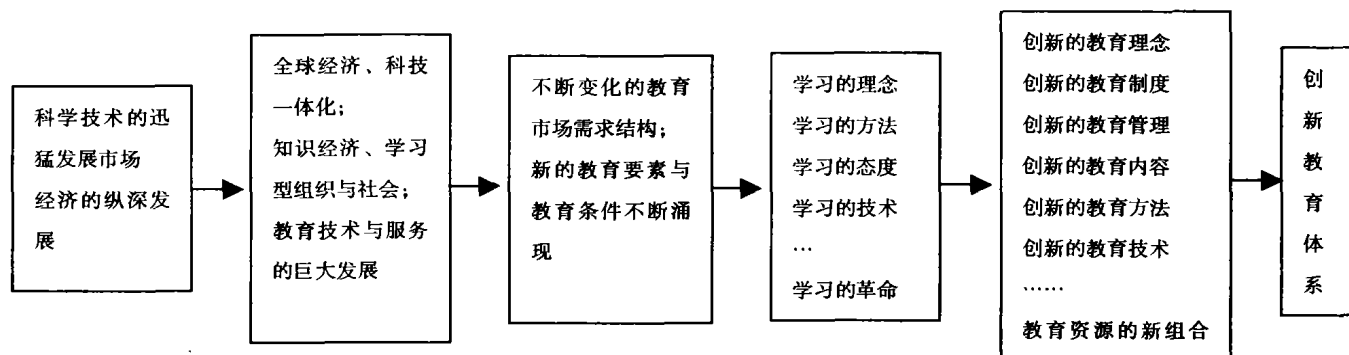 科学技术的迅
猛发展市场
经济的纵深发
展
全球经济、科技
一体化；
知识经济、学习
型组织与社会；
教育技术与服务
的巨大发展
不断变化的教育
市场需求结构；
新的教育要素与
教育条件不断涌
现
学习的理念
学习的方法
学习的态度
学习的技术
…
学习的革命
创新的教育理念
创新的教育制度
创新的教育管理
创新的教育内容
创新的教育方法
创新的教育技术
……
教育资源的新组合
创
新
教
育
体
系